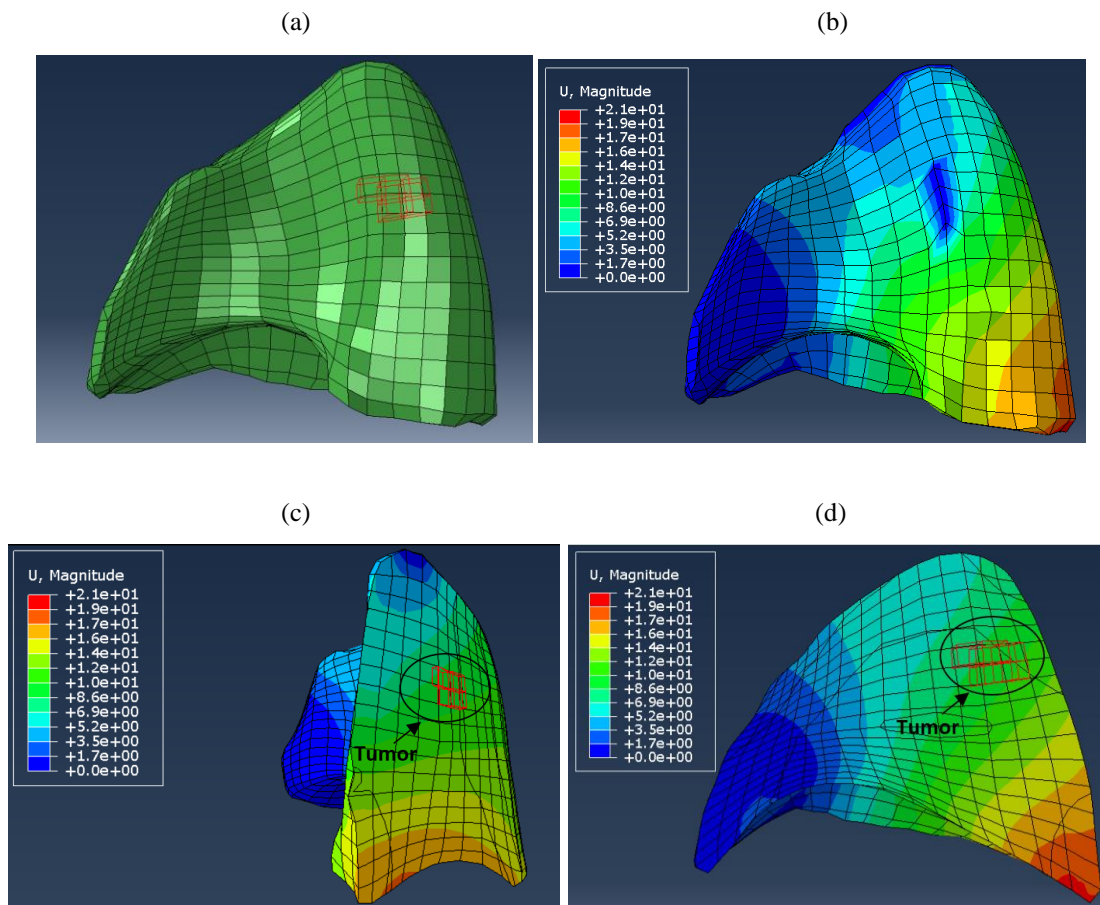 (a)
(b)
U, Magnitude
+2.1e+01
+1.9e+01
+1.7e+01
+1.6e+01
+1.4e+01
+1.2e+01
+1.0e+01
+8.6e+00
+6.9e+00
+5.2e+00
+3.5e+00
+1.7e+00
+0.0e+00
(c)
(d)
U, Magnitude
+2.1e+01
+1.9e+01
+1.7e+01
+1.6e+01
+1.4e+01
+1.2e+01
+1.0e+01
+8.6e+00
+6.9e+00
+5.2e+00
+3.5e+00
+1.7e+00
+0.0e+00
Tumor
U, Magnitude
+2.1e+01
+1.9e+01
+1.7e+01
+1.6e+01
+1.4e+01
+1.2e+01
+1.0e+01
+8.6e+00
+6.9e+00
+5.2e+00
+3.5e+00
+1.7e+00
+0.0e+00
Tumor